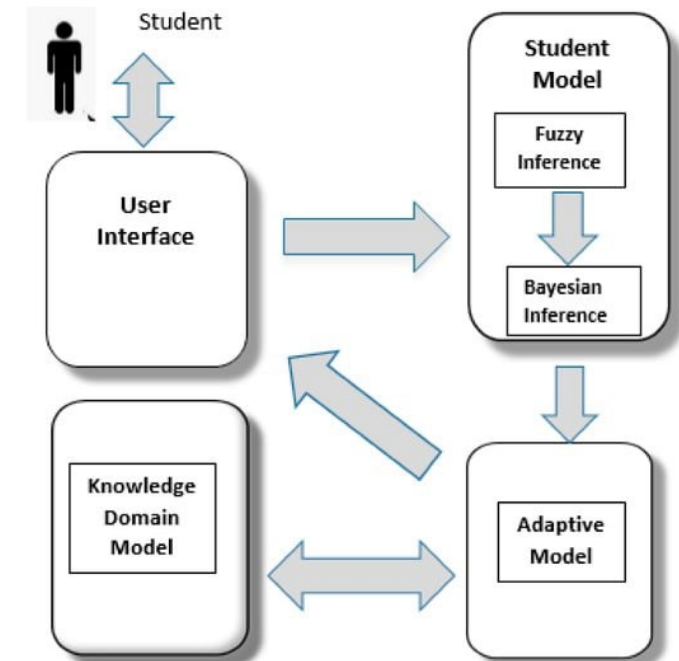 Student
User
Interface
Student
Model
Fuzzy
Inference
Bayesian
Inference
Knowledge
Domain
Model
Adaptive
Model